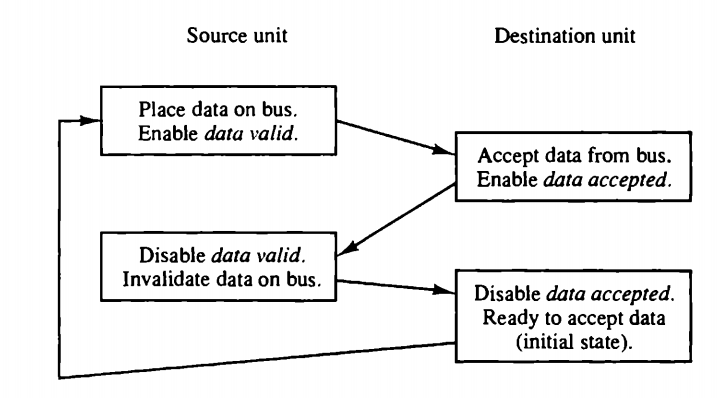 Source unit
Destination unit
Place data on bus.
Enable data valid.
Accept data from bus.
Enable data accepted.
Disable data valid.
Invalidate data on bus.
Disable data accepted.
Ready to accept data
(initial state).